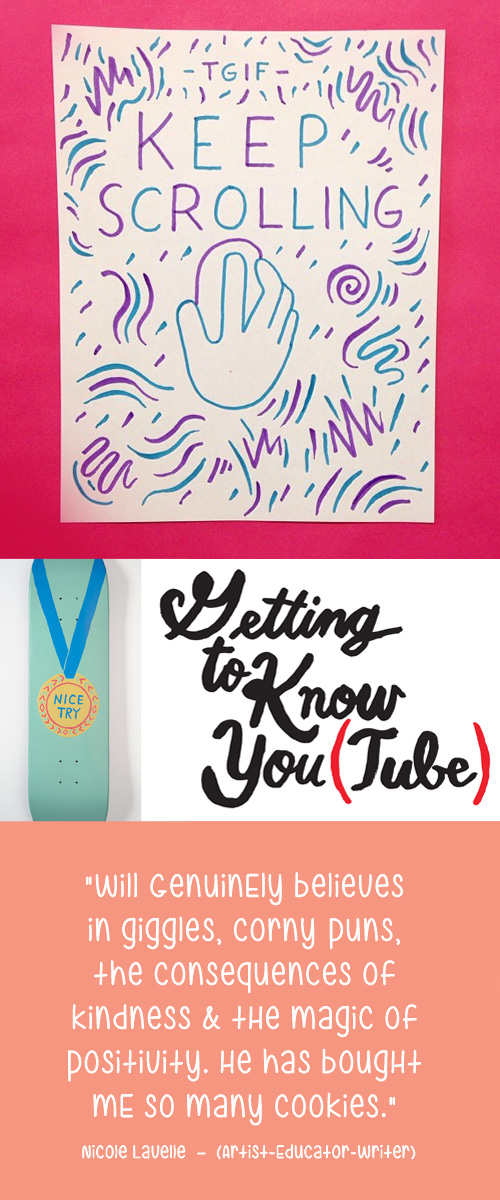 -TGIF-
KEEP
SCROLLING
NICE
TRY
Getting
to Know
You(Tube)
"Will GenuinEly believes
in giggles, corny puns,
the consequences of
kindness & tHe magic of
positivity. He has bougHt
mE so many cookies."
Nicole Lavelle – (Artist-Educator-Writer)